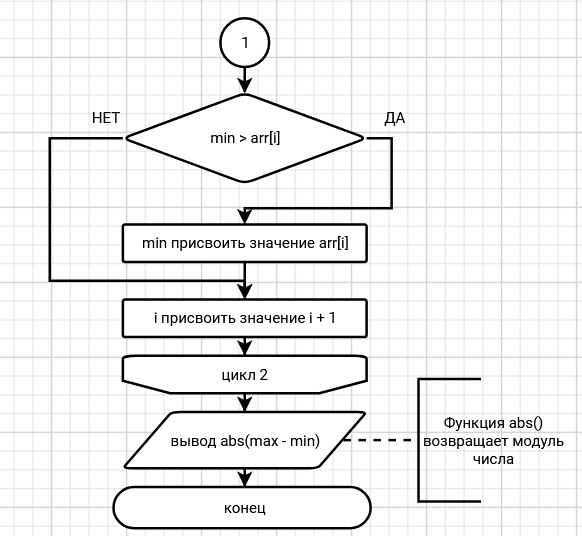 1
НЕТ
ДА
min > arr[i]
min присвоить значение arr[i]
i присвоить значение i + 1
цикл 2
вывод abs(max - min)
Функция abs()
возвращает модуль
числа
конец